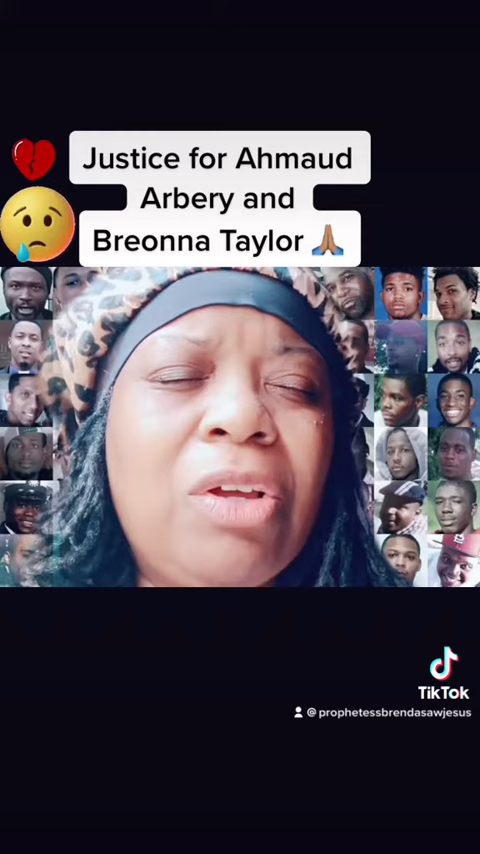 Justice for Ahmaud
Arbery and
Breonna Taylor 🙏🏽
TikTok
@prophetessbrendasawjesus